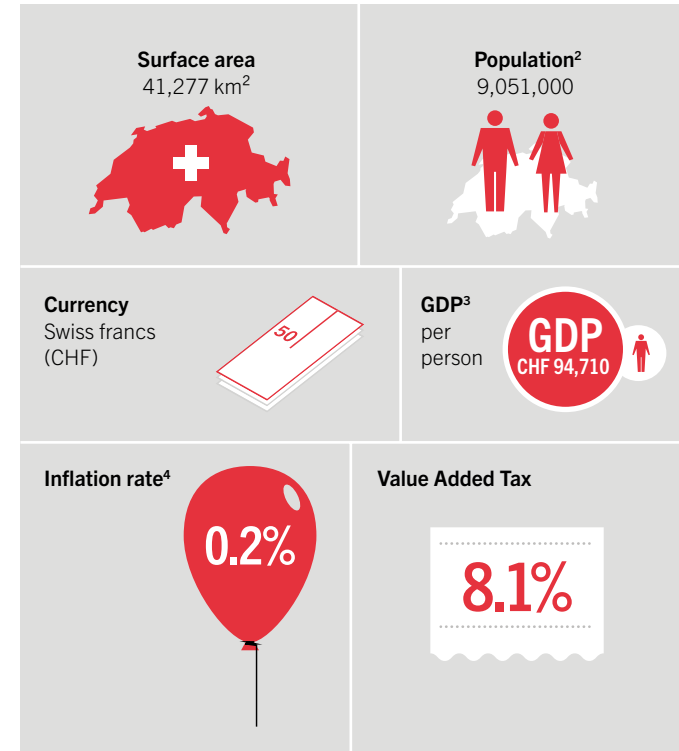 Surface area
41,277 km²
Population²
9,051,000
Currency
Swiss francs
(CHF)
50
GDP³
per
person
GDP
CHF 94,710
Inflation rate⁴
0.2%
Value Added Tax
8.1%